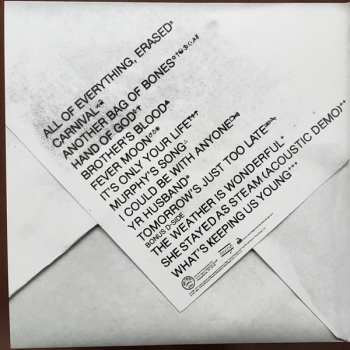 ALL OF EVERYTHING, ERASED*
CARNIVAL
ANOTHER BAG OF BONES
HAND OF GOD
BROTHER'S BLOOD
FEVER MOON
IT'S ONLY YOUR LIFE
MURPHY'S SONG
I COULD BE WITH ANYONE
YR HUSBAND
TOMORROW'S JUST TOO LATE
BONUS D-SIDE
THE WEATHER IS WONDERFUL*
SHE STAYED AS STEAM (ACOUSTIC DEMO)**
WHAT'S KEEPING US YOUNG**